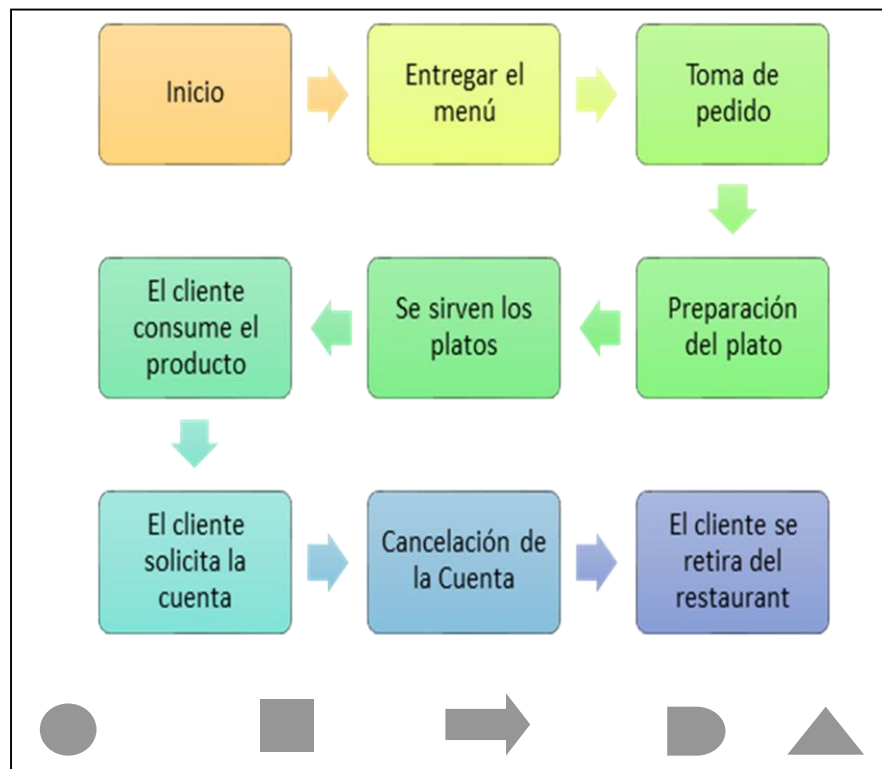 Inicio
Entregar el
menú
Toma de
pedido
Preparación
del plato
Se sirven los
platos
El cliente
consume el
producto
El cliente
solicita la
cuenta
Cancelación de
la Cuenta
El cliente se
retira del
restaurant